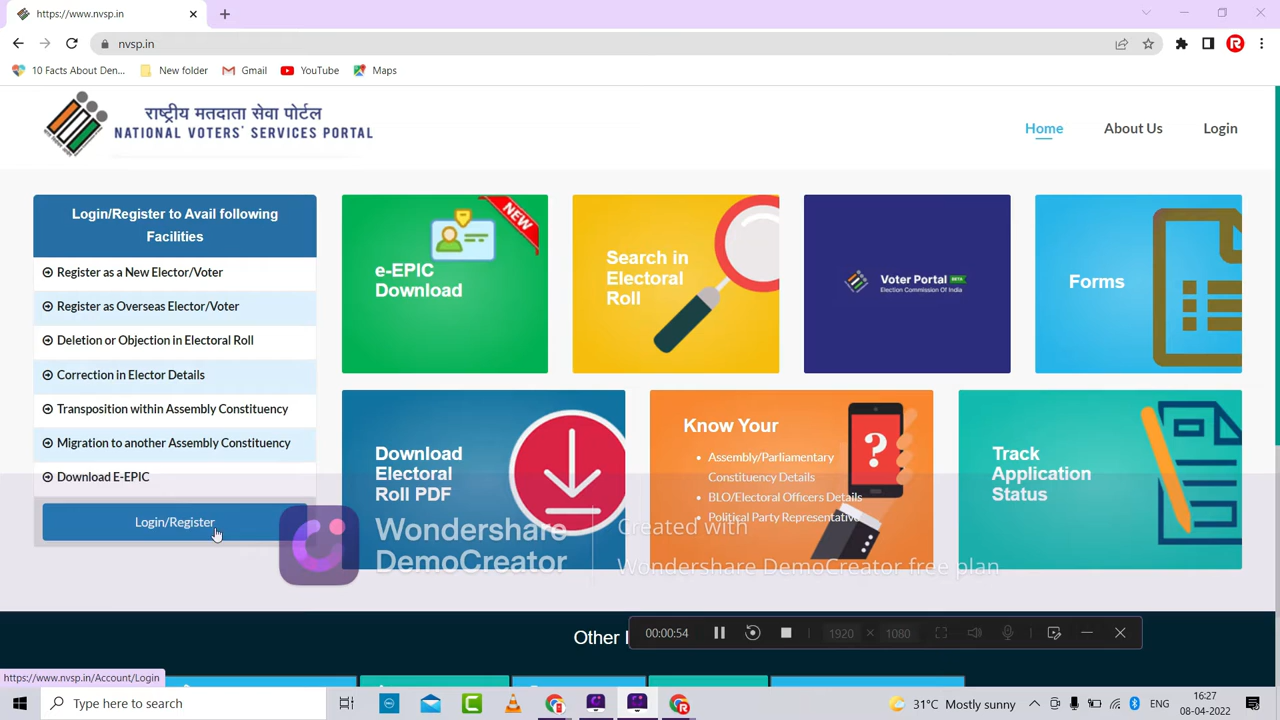 https://www.nvsp.in
nvsp.in
10 Facts About Den...
New folder
Gmail
YouTube
Maps
राष्ट्रीय मतदाता सेवा पोर्टल
NATIONAL VOTERS' SERVICES PORTAL
Home
About Us
Login
Login/Register to Avail following
Facilities
Register as a New Elector/Voter
Register as Overseas Elector/Voter
Deletion or Objection in Electoral Roll
Correction in Elector Details
Transposition within Assembly Constituency
Migration to another Assembly Constituency
Download E-EPIC
Login/Register
e-EPIC
Download
NEW
Search in
Electoral
Roll
Voter Portal BETA
Election Commission Of India
Forms
Download
Electoral
Roll PDF
Know Your
Assembly/Parliamentary
Constituency Details
BLO/Electoral Officers Details
Political Party Representative
Track
Application
Status
Wondershare
DemoCreator
Created with
Wondershare DemoCreator free plan
Other
00:00:54
1920 × 1080
https://www.nvsp.in/Account/Login
Type here to search
31°C Mostly sunny
ENG
16:27
08-04-2022